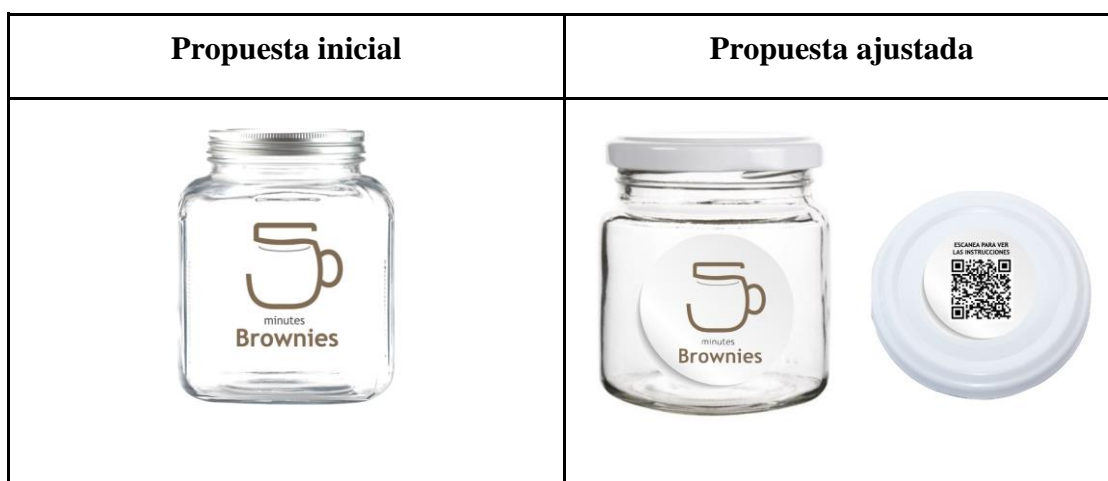 Propuesta inicial
Propuesta ajustada
minutes
Brownies
minutes
Brownies
ESCANEA PARA VER
LAS INSTRUCCIONES